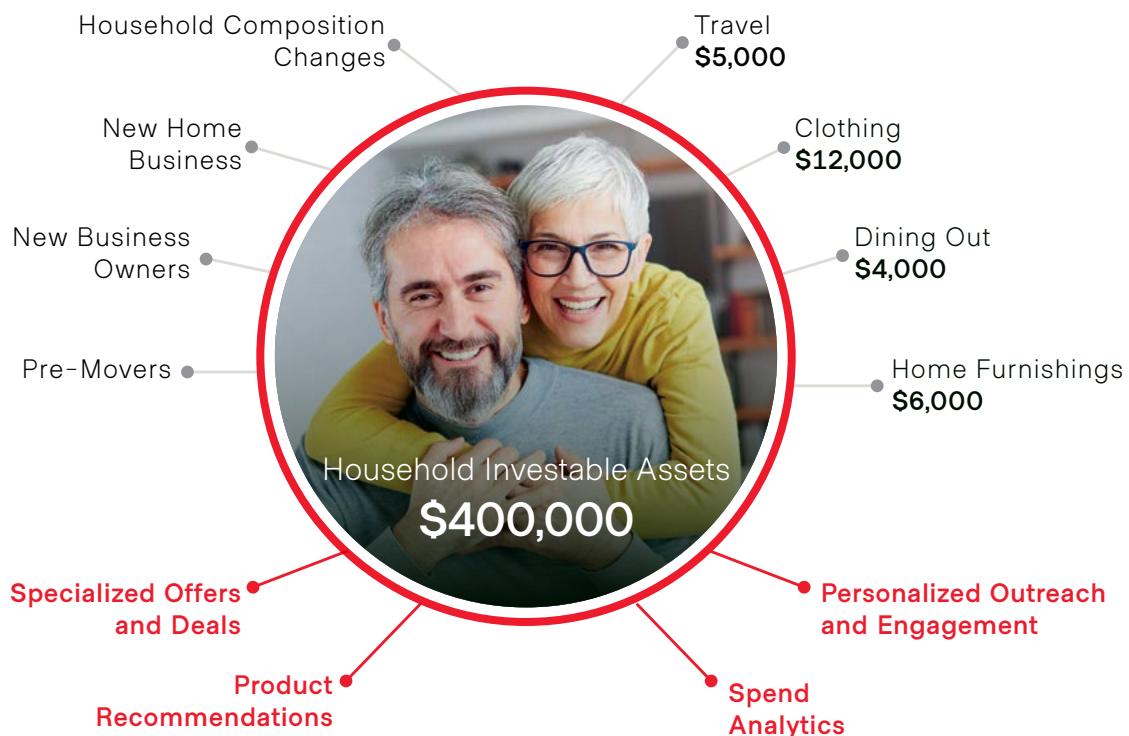 Household Composition
Changes
Travel
$5,000
New Home
Business
Clothing
$12,000
New Business
Owners
Dining Out
$4,000
Pre-Movers
Home Furnishings
$6,000
Household Investable Assets
$400,000
Specialized Offers
and Deals
Personalized Outreach
and Engagement
Product
Recommendations
Spend
Analytics